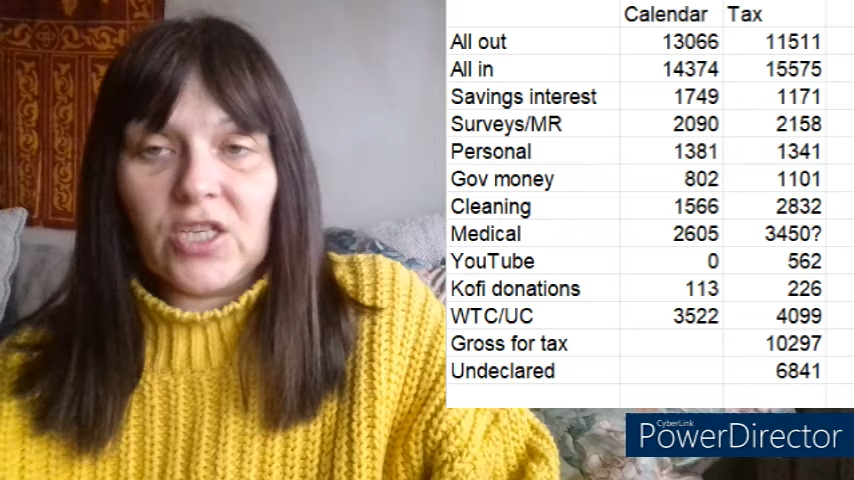 Calendar Tax
All out 13066 11511
All in 14374 15575
Savings interest 1749 1171
Surveys/MR 2090 2158
Personal 1381 1341
Gov money 802 1101
Cleaning 1566 2832
Medical 2605 3450?
YouTube 0 562
Kofi donations 113 226
WTC/UC 3522 4099
Gross for tax 10297
Undeclared 6841
CyberLink
PowerDirector